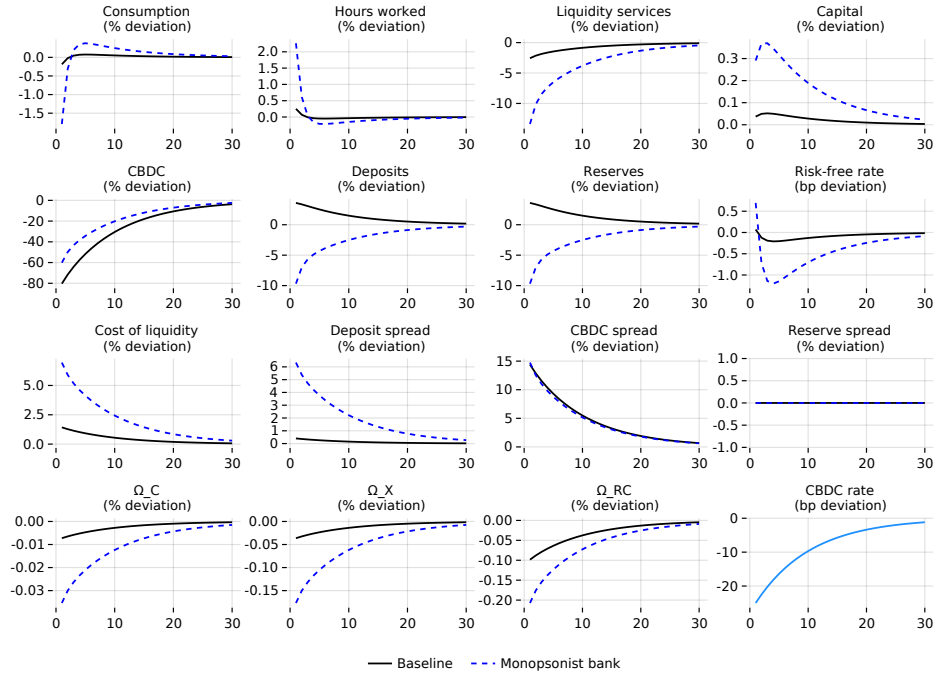 Consumption
(% deviation)
Hours worked
(% deviation)
Liquidity services
(% deviation)
Capital
(% deviation)
0.0
-0.5
-1.0
-1.5
0 10 20 30
2.0
1.5
1.0
0.5
0.0
0 10 20 30
0
-5
-10
0 10 20 30
0.3
0.2
0.1
0.0
0 10 20 30
CBDC
(% deviation)
Deposits
(% deviation)
Reserves
(% deviation)
Risk-free rate
(bp deviation)
0
-20
-40
-60
-80
0 10 20 30
0
-5
-10
0 10 20 30
0
-5
-10
0 10 20 30
0.5
0.0
-0.5
-1.0
0 10 20 30
Cost of liquidity
(% deviation)
Deposit spread
(% deviation)
CBDC spread
(% deviation)
Reserve spread
(% deviation)
5.0
2.5
0.0
0 10 20 30
6
5
4
3
2
1
0
0 10 20 30
15
10
5
0
0 10 20 30
1.0
0.5
0.0
-0.5
-1.0
0 10 20 30
Ω_C
(% deviation)
Ω_X
(% deviation)
Ω_RC
(% deviation)
CBDC rate
(bp deviation)
0.00
-0.01
-0.02
-0.03
0 10 20 30
0.00
-0.05
-0.10
-0.15
0 10 20 30
0.00
-0.05
-0.10
-0.15
-0.20
0 10 20 30
0
-10
-20
0 10 20 30
Baseline Monopsonist bank